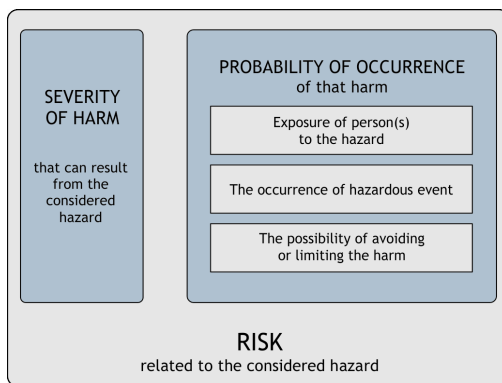 SEVERITY
OF HARM
that can result
from the
considered
hazard
PROBABILITY OF OCCURRENCE
of that harm
Exposure of person(s)
to the hazard
The occurrence of hazardous event
The possibility of avoiding
or limiting the harm
RISK
related to the considered hazard